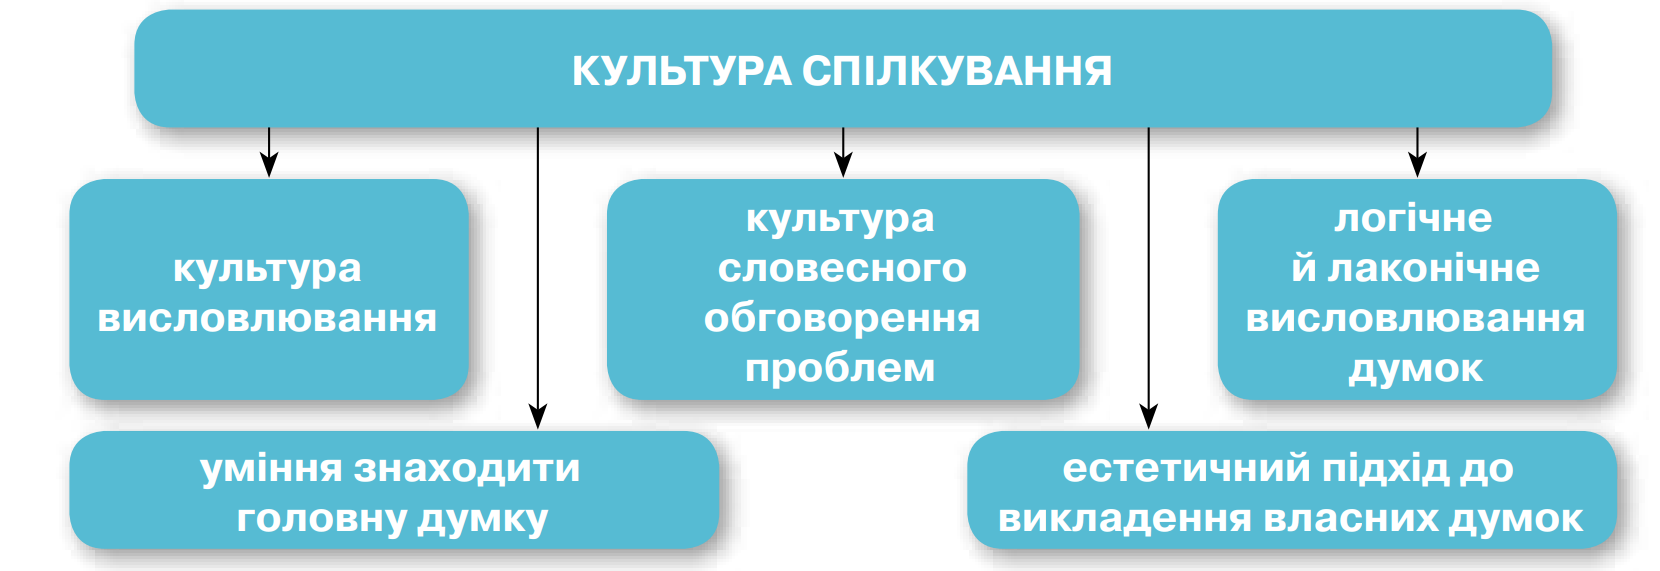 КУЛЬТУРА СПІЛКУВАННЯ
культура
висловлювання
культура
словесного
обговорення
проблем
логічне
й лаконічне
висловлювання
думок
уміння знаходити
головну думку
естетичний підхід до
викладення власних думок